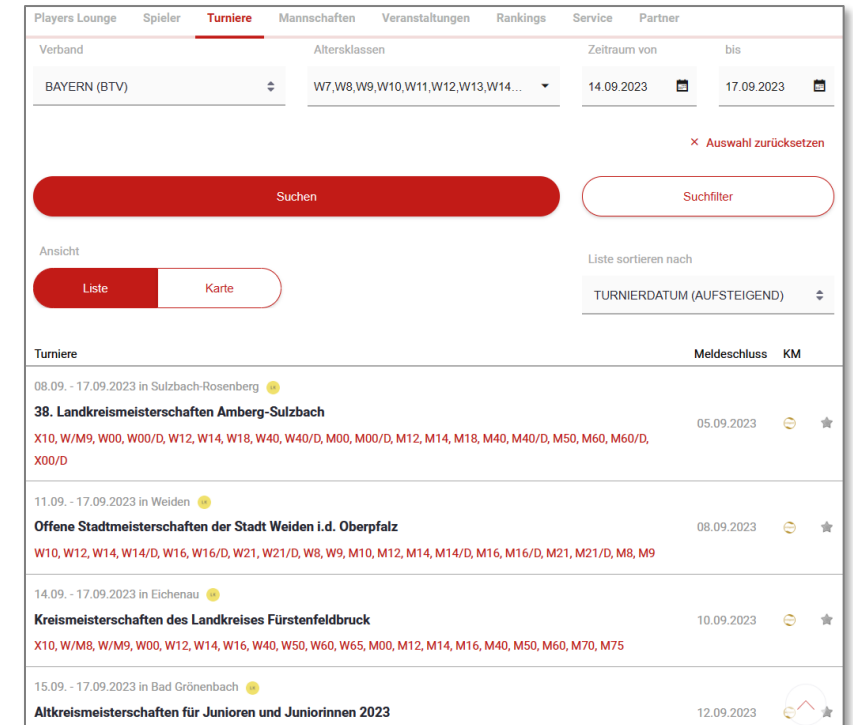 Players Lounge Spieler Turniere Mannschaften Veranstaltungen Rankings Service Partner
Verband Altersklassen Zeitraum von bis
BAYERN (BTV) W7,W8,W9,W10,W11,W12,W13,W14... 14.09.2023 17.09.2023
× Auswahl zurücksetzen
Suchen Suchfilter
Ansicht Liste sortieren nach
Liste Karte TURNIERDATUM (AUFSTEIGEND)
Turniere Meldeschluss KM
08.09. - 17.09.2023 in Sulzbach-Rosenberg
38. Landkreismeisterschaften Amberg-Sulzbach 05.09.2023
X10, W/M9, W00, W00/D, W12, W14, W18, W40, W40/D, M00, M00/D, M12, M14, M18, M40, M40/D, M50, M60, M60/D,
X00/D
11.09. - 17.09.2023 in Weiden
Offene Stadtmeisterschaften der Stadt Weiden i.d. Oberpfalz 08.09.2023
W10, W12, W14, W14/D, W16, W16/D, W21, W21/D, W8, W9, M10, M12, M14, M14/D, M16, M16/D, M21, M21/D, M8, M9
14.09. - 17.09.2023 in Eichenau
Kreismeisterschaften des Landkreises Fürstenfeldbruck 10.09.2023
X10, W/M8, W/M9, W00, W12, W14, W16, W40, W50, W60, W65, M00, M12, M14, M16, M40, M50, M60, M70, M75
15.09. - 17.09.2023 in Bad Grönenbach
Altkreismeisterschaften für Junioren und Juniorinnen 2023 12.09.2023